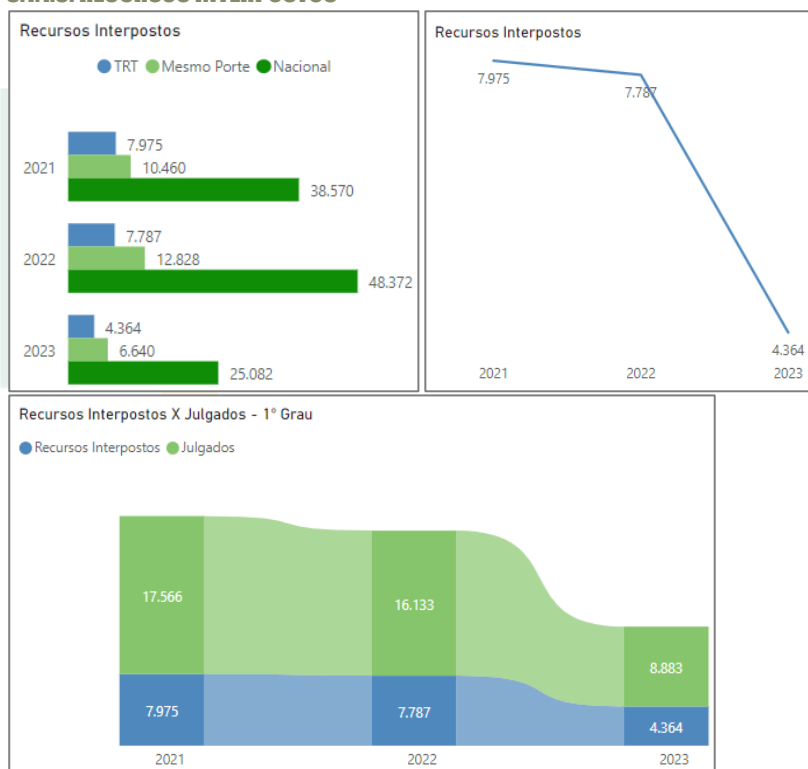 Recursos Interpostos
TRT Mesmo Porte Nacional
2021
7.975
10.460
38.570
2022
7.787
12.828
48.372
2023
4.364
6.640
25.082
Recursos Interpostos
7.975
7.787
4.364
2021 2022 2023
Recursos Interpostos X Julgados - 1° Grau
Recursos Interpostos Julgados
17.566 16.133 8.883
7.975 7.787 4.364
2021 2022 2023